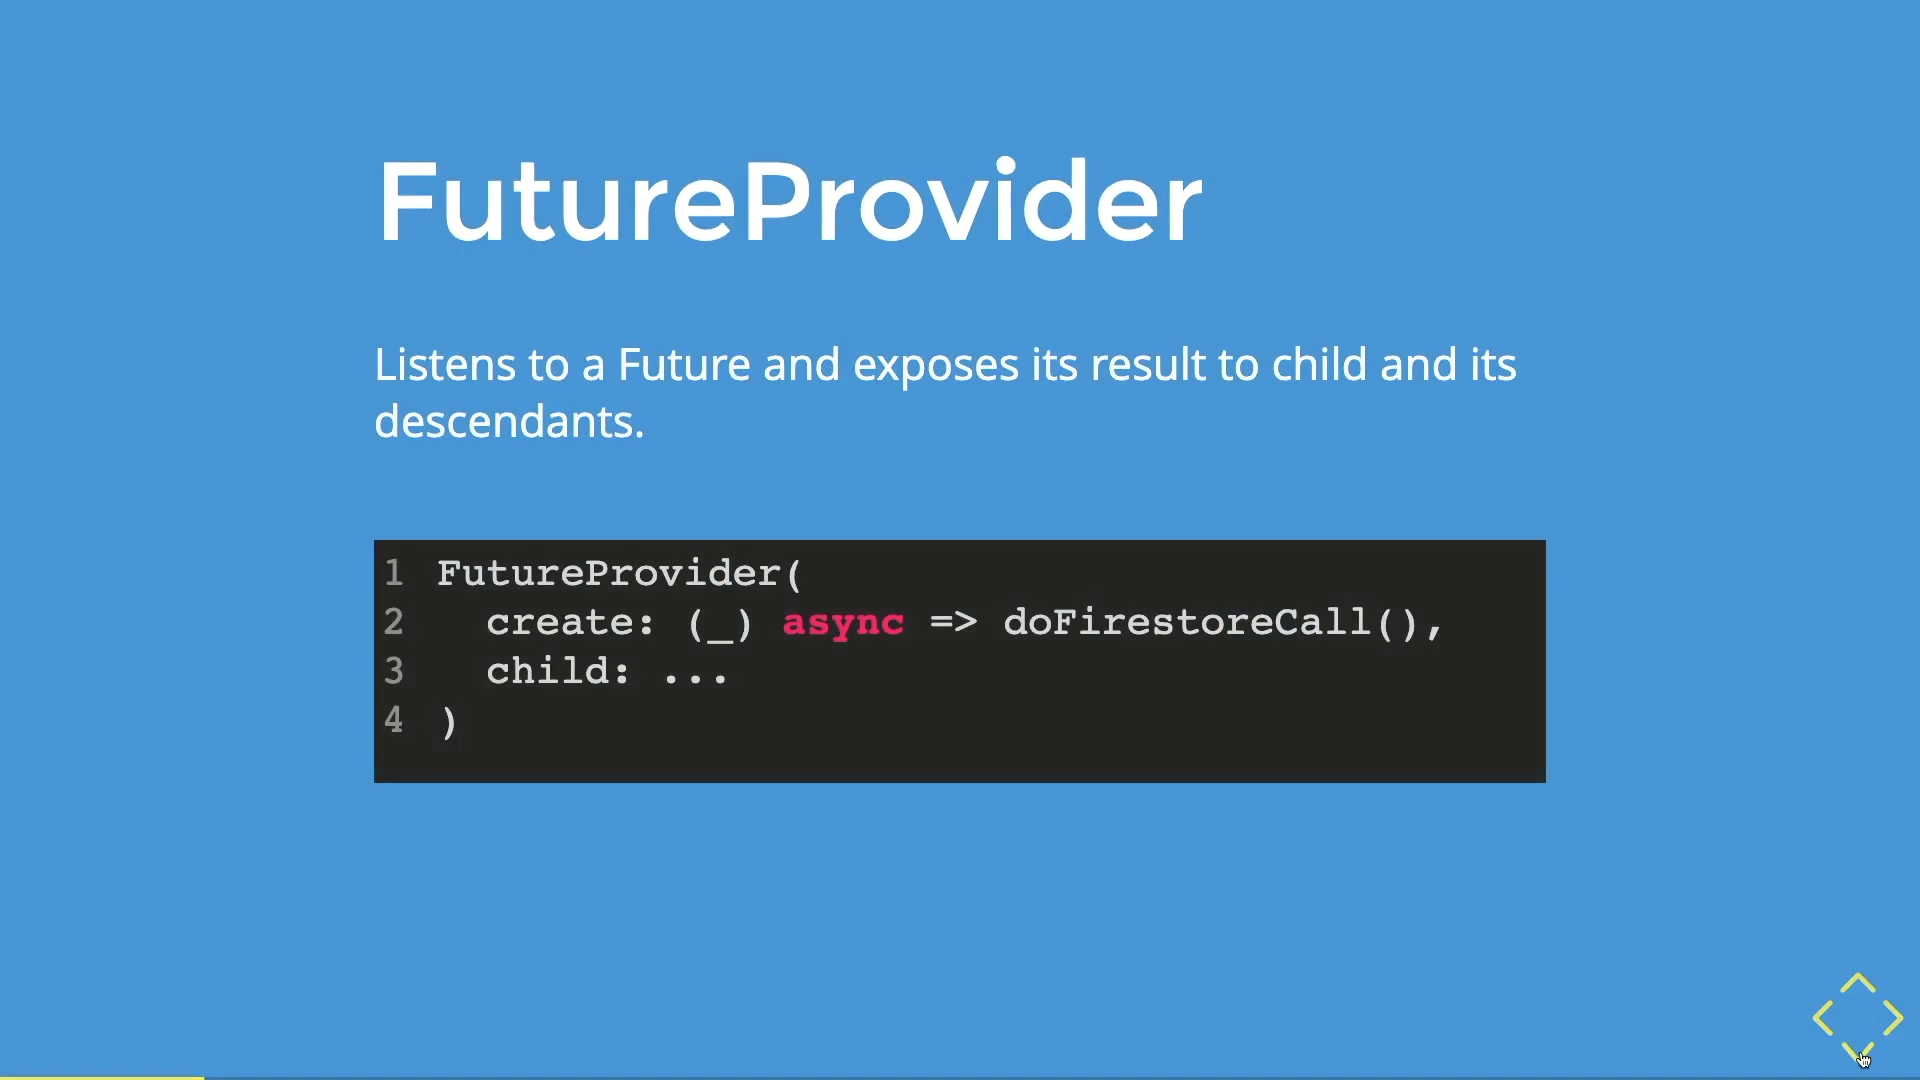 FutureProvider
Listens to a Future and exposes its result to child and its
descendants.
1 FutureProvider(
2   create: (_) async => doFirestoreCall(),
3   child: ...
4 )